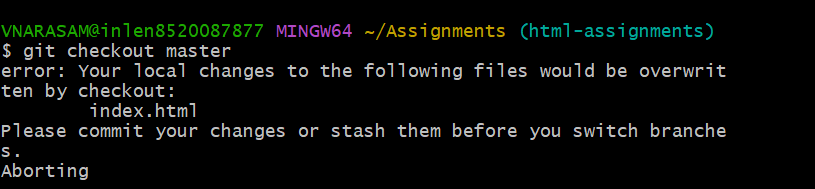 VNARASAM@inlen8520087877 MINGW64 ~/Assignments (html-assignments)
$ git checkout master
error: Your local changes to the following files would be overwrit
ten by checkout:
        index.html
Please commit your changes or stash them before you switch branche
s.
Aborting